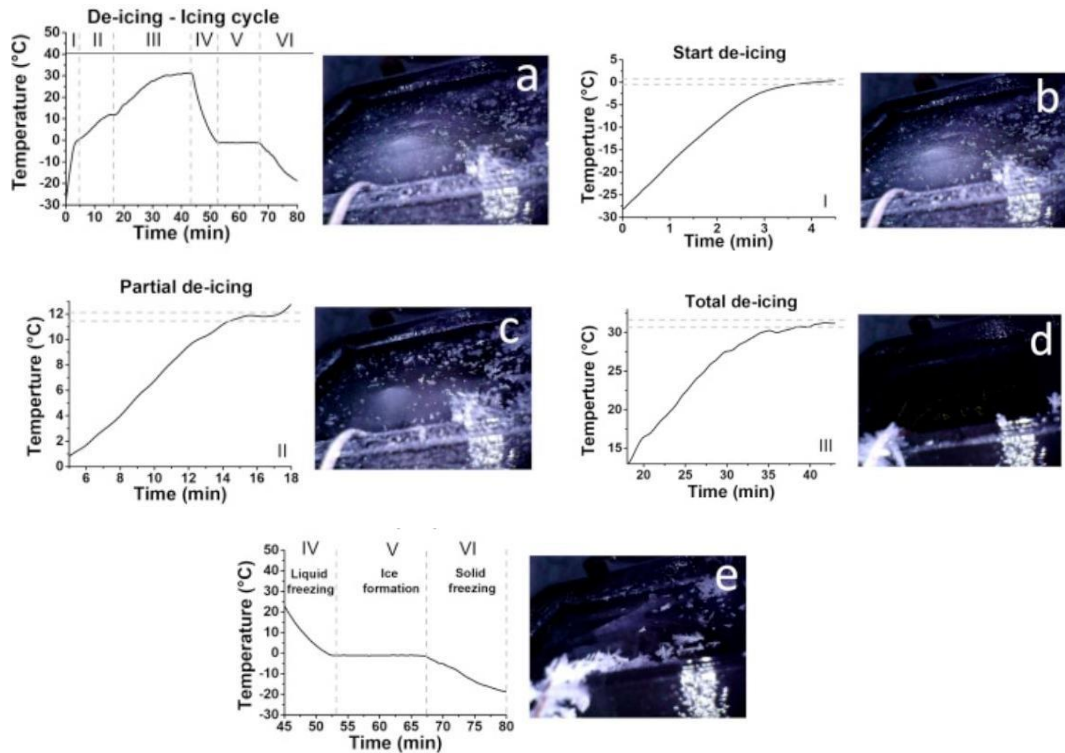 De-icing - Icing cycle
I II III IV V VI
Temperature (°C)
50
40
30
20
10
0
-10
-20
-30
0 10 20 30 40 50 60 70 80
Time (min)
a
Start de-icing
Temperture (°C)
5
0
-5
-10
-15
-20
-25
-30
I
0 1 2 3 4
Time (min)
b
Partial de-icing
Temperture (°C)
12
10
8
6
4
2
0
II
6 8 10 12 14 16 18
Time (min)
c
Total de-icing
Temperture (°C)
30
25
20
15
III
20 25 30 35 40
Time (min)
d
IV V VI
Liquid freezing
Ice formation
Solid freezing
Temperature (°C)
50
40
30
20
10
0
-10
-20
-30
45 50 55 60 65 70 75 80
Time (min)
e